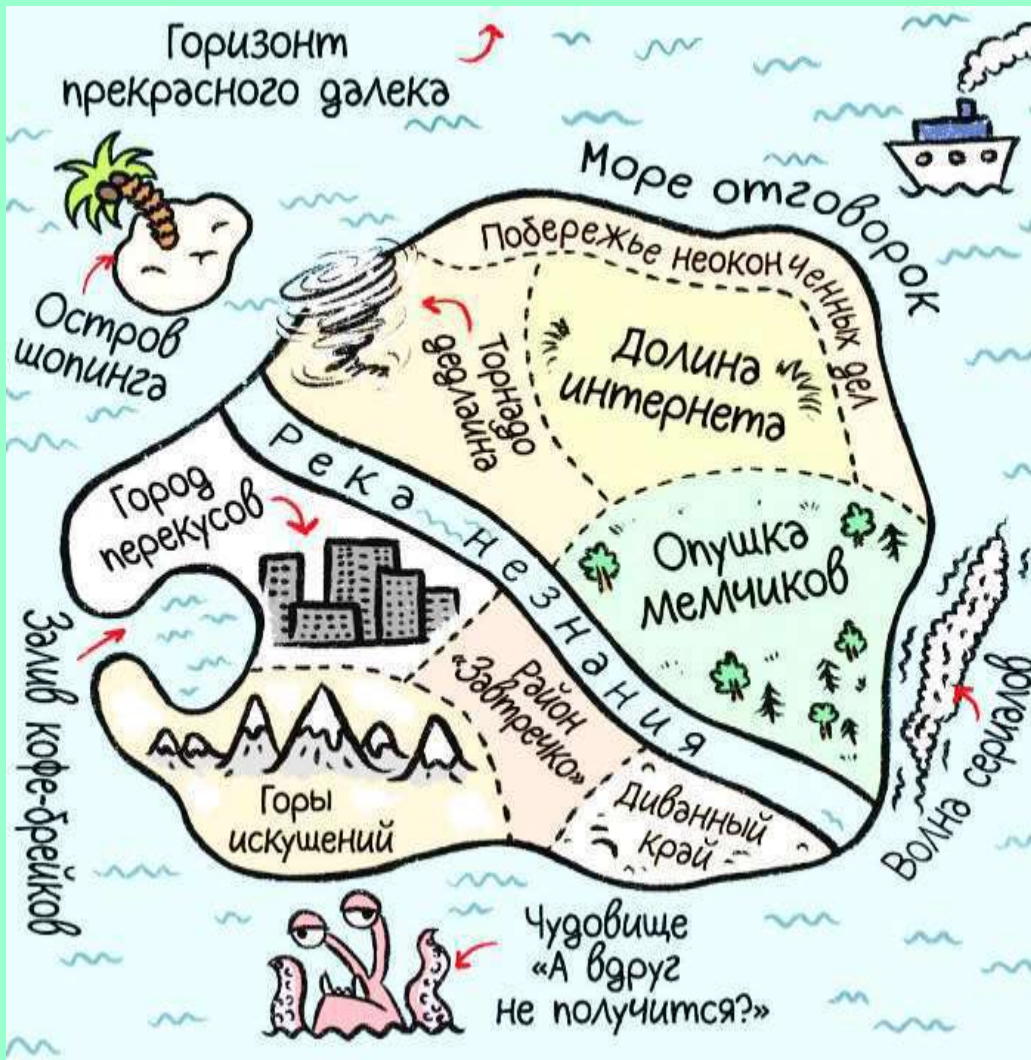 Горизонт
прекрасного далека
Море отговорок
Остров
шопинга
Побережье неоконченных дел
Торнадо
дедлайна
Долина
интернета
Река незнания
Город
перекусов
Опушка
мемчиков
Залив кофе-брейков
Район
«Завтречко»
Горы
искушений
Диванный
край
Волна сериалов
Чудовище
«А вдруг
не получится?»